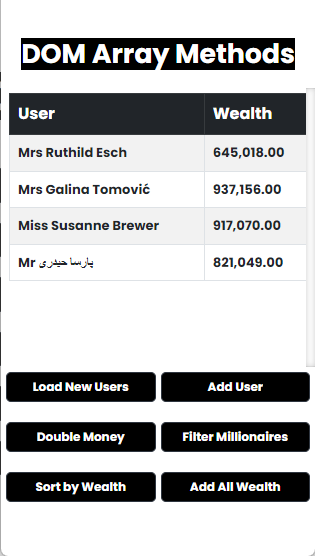 DOM Array Methods
User Wealth
Mrs Ruthild Esch 645,018.00
Mrs Galina Tomović 937,156.00
Miss Susanne Brewer 917,070.00
Mr پارسا حیدری 821,049.00
Load New Users Add User
Double Money Filter Millionaires
Sort by Wealth Add All Wealth